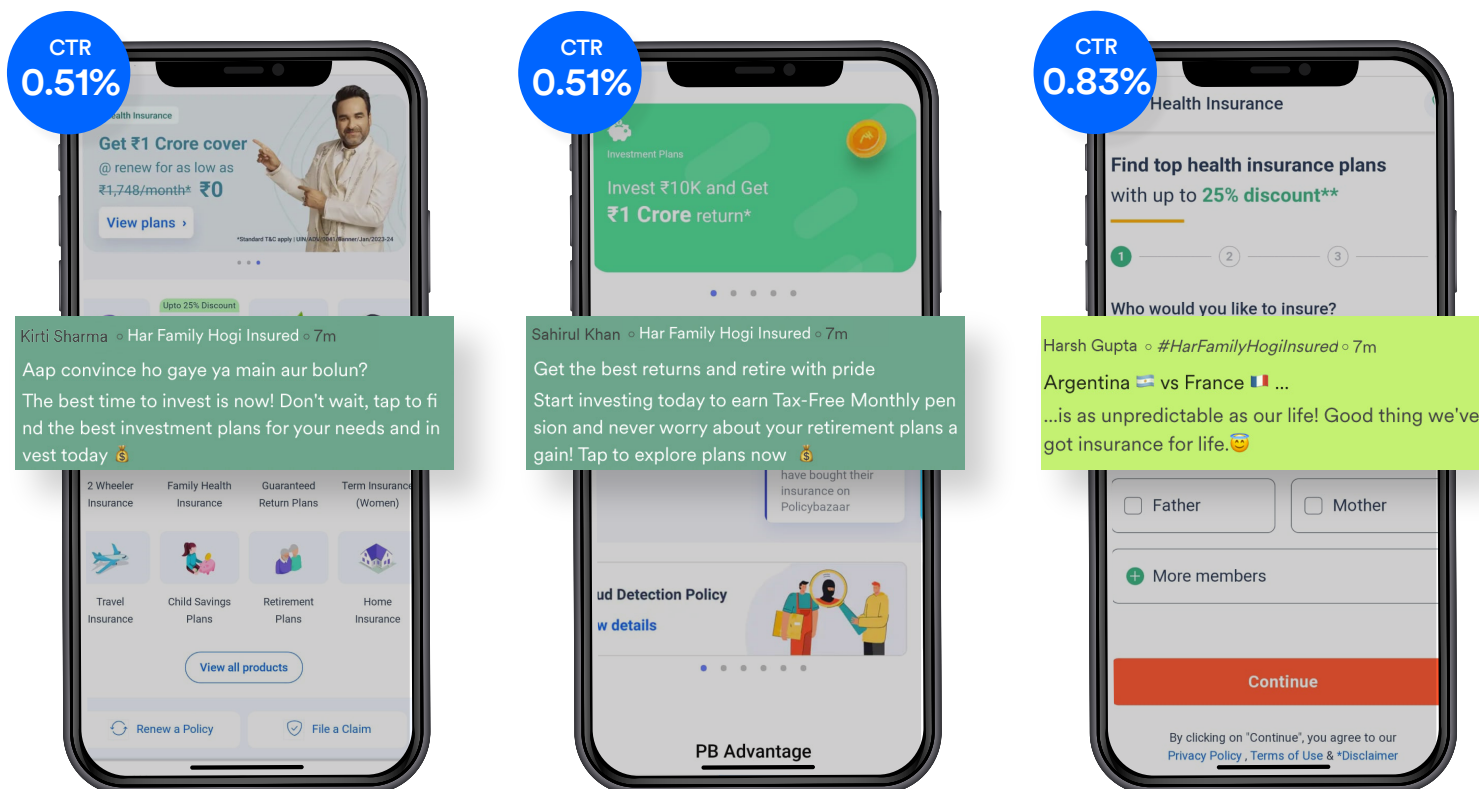 CTR
0.51%
Health Insurance
Get ₹1 Crore cover
@ renew for as low as
₹1,748/month* ₹0
View plans ›
*Standard T&C apply |
Upto 25% Discount
Kirti Sharma ○ Har Family Hogi Insured ○ 7m
Aap convince ho gaye ya main aur bolun?
The best time to invest is now! Don't wait, tap to fi
nd the best investment plans for your needs and in
vest today
2 Wheeler
Insurance
Family Health
Insurance
Guaranteed
Return Plans
Term Insurance
(Women)
Travel
Insurance
Child Savings
Plans
Retirement
Plans
Home
Insurance
View all products
Renew a Policy
File a Claim
CTR
0.51%
Investment Plans
Invest ₹10K and Get
₹1 Crore return*
Sahirul Khan ○ Har Family Hogi Insured ○ 7m
Get the best returns and retire with pride
Start investing today to earn Tax-Free Monthly pen
sion and never worry about your retirement plans a
gain! Tap to explore plans now
have bought their
insurance on
Policybazaar
ud Detection Policy
w details
PB Advantage
CTR
0.83%
Health Insurance
Find top health insurance plans
with up to 25% discount**
1
2
3
Who would you like to insure?
Harsh Gupta ○ #HarFamilyHogiInsured ○ 7m
Argentina 🇦🇷 vs France 🇫🇷 ...
...is as unpredictable as our life! Good thing we've
got insurance for life.😇
Father
Mother
More members
Continue
By clicking on "Continue", you agree to our
Privacy Policy , Terms of Use & *Disclaimer